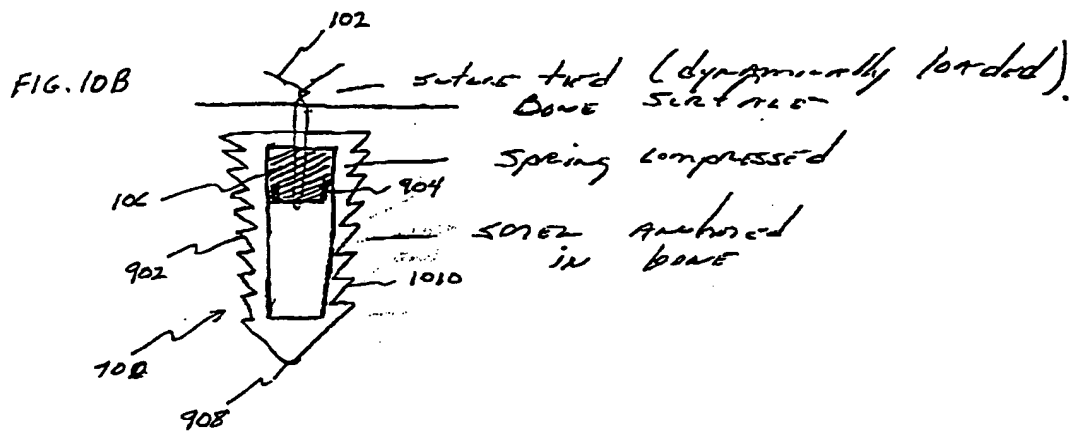 102
FIG. 10B
suture tied (dynamically loaded).
Bone surface
spring compressed
106
904
screw anchored
in bone
902
1010
908